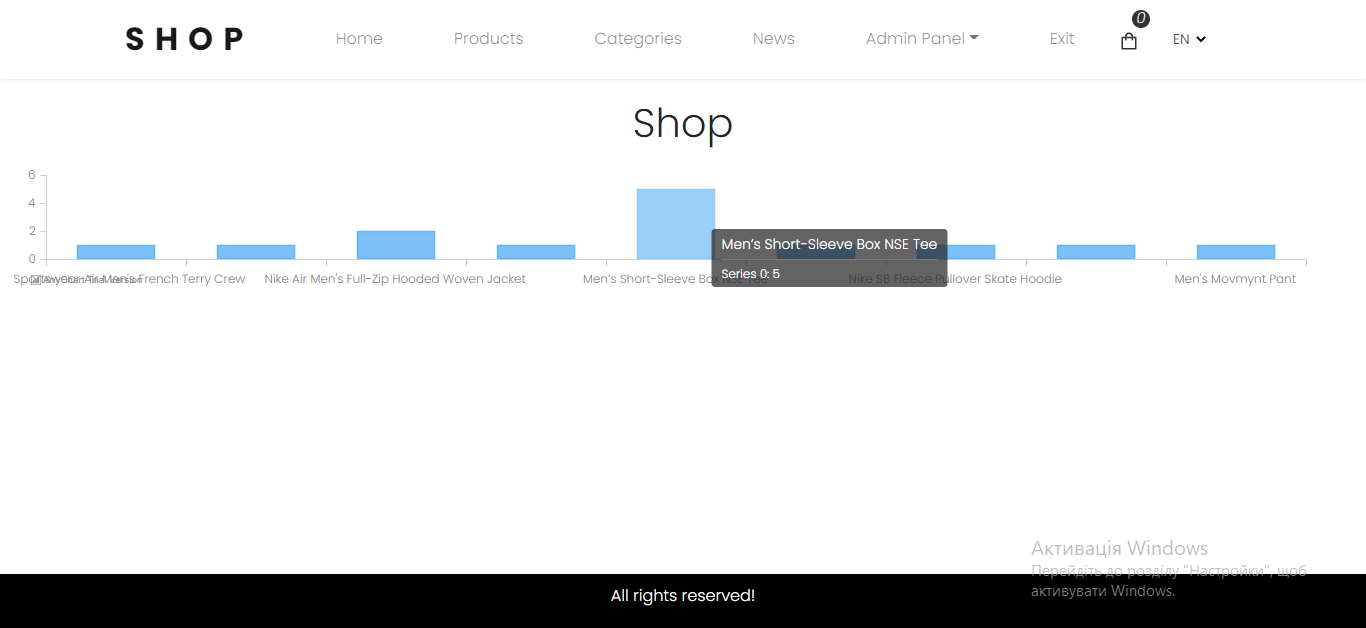 SHOP
Home
Products
Categories
News
Admin Panel
Exit
0
EN
Shop
6
4
2
0
Men's Short-Sleeve Box NSE Tee
Series 0: 5
Sportswear Air Men's French Terry Crew
AnyChart Trial Version
Nike Air Men's Full-Zip Hooded Woven Jacket
Men's Short-Sleeve Box NSE Tee
Nike SB Fleece Pullover Skate Hoodie
Men's Movmynt Pant
Активація Windows
Перейдіть до розділу "Настройки", щоб
активувати Windows.
All rights reserved!